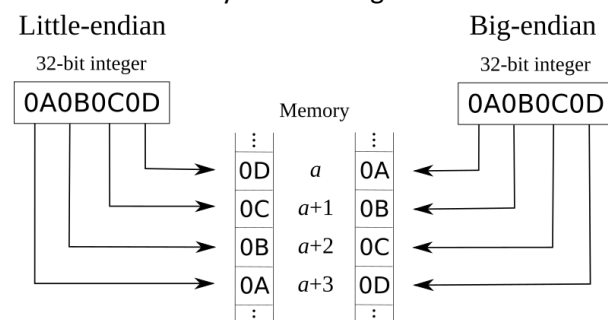 Little-endian
Big-endian
32-bit integer
32-bit integer
0A0B0C0D
0A0B0C0D
Memory
⋮ ⋮
0D a 0A
0C a+1 0B
0B a+2 0C
0A a+3 0D
⋮ ⋮